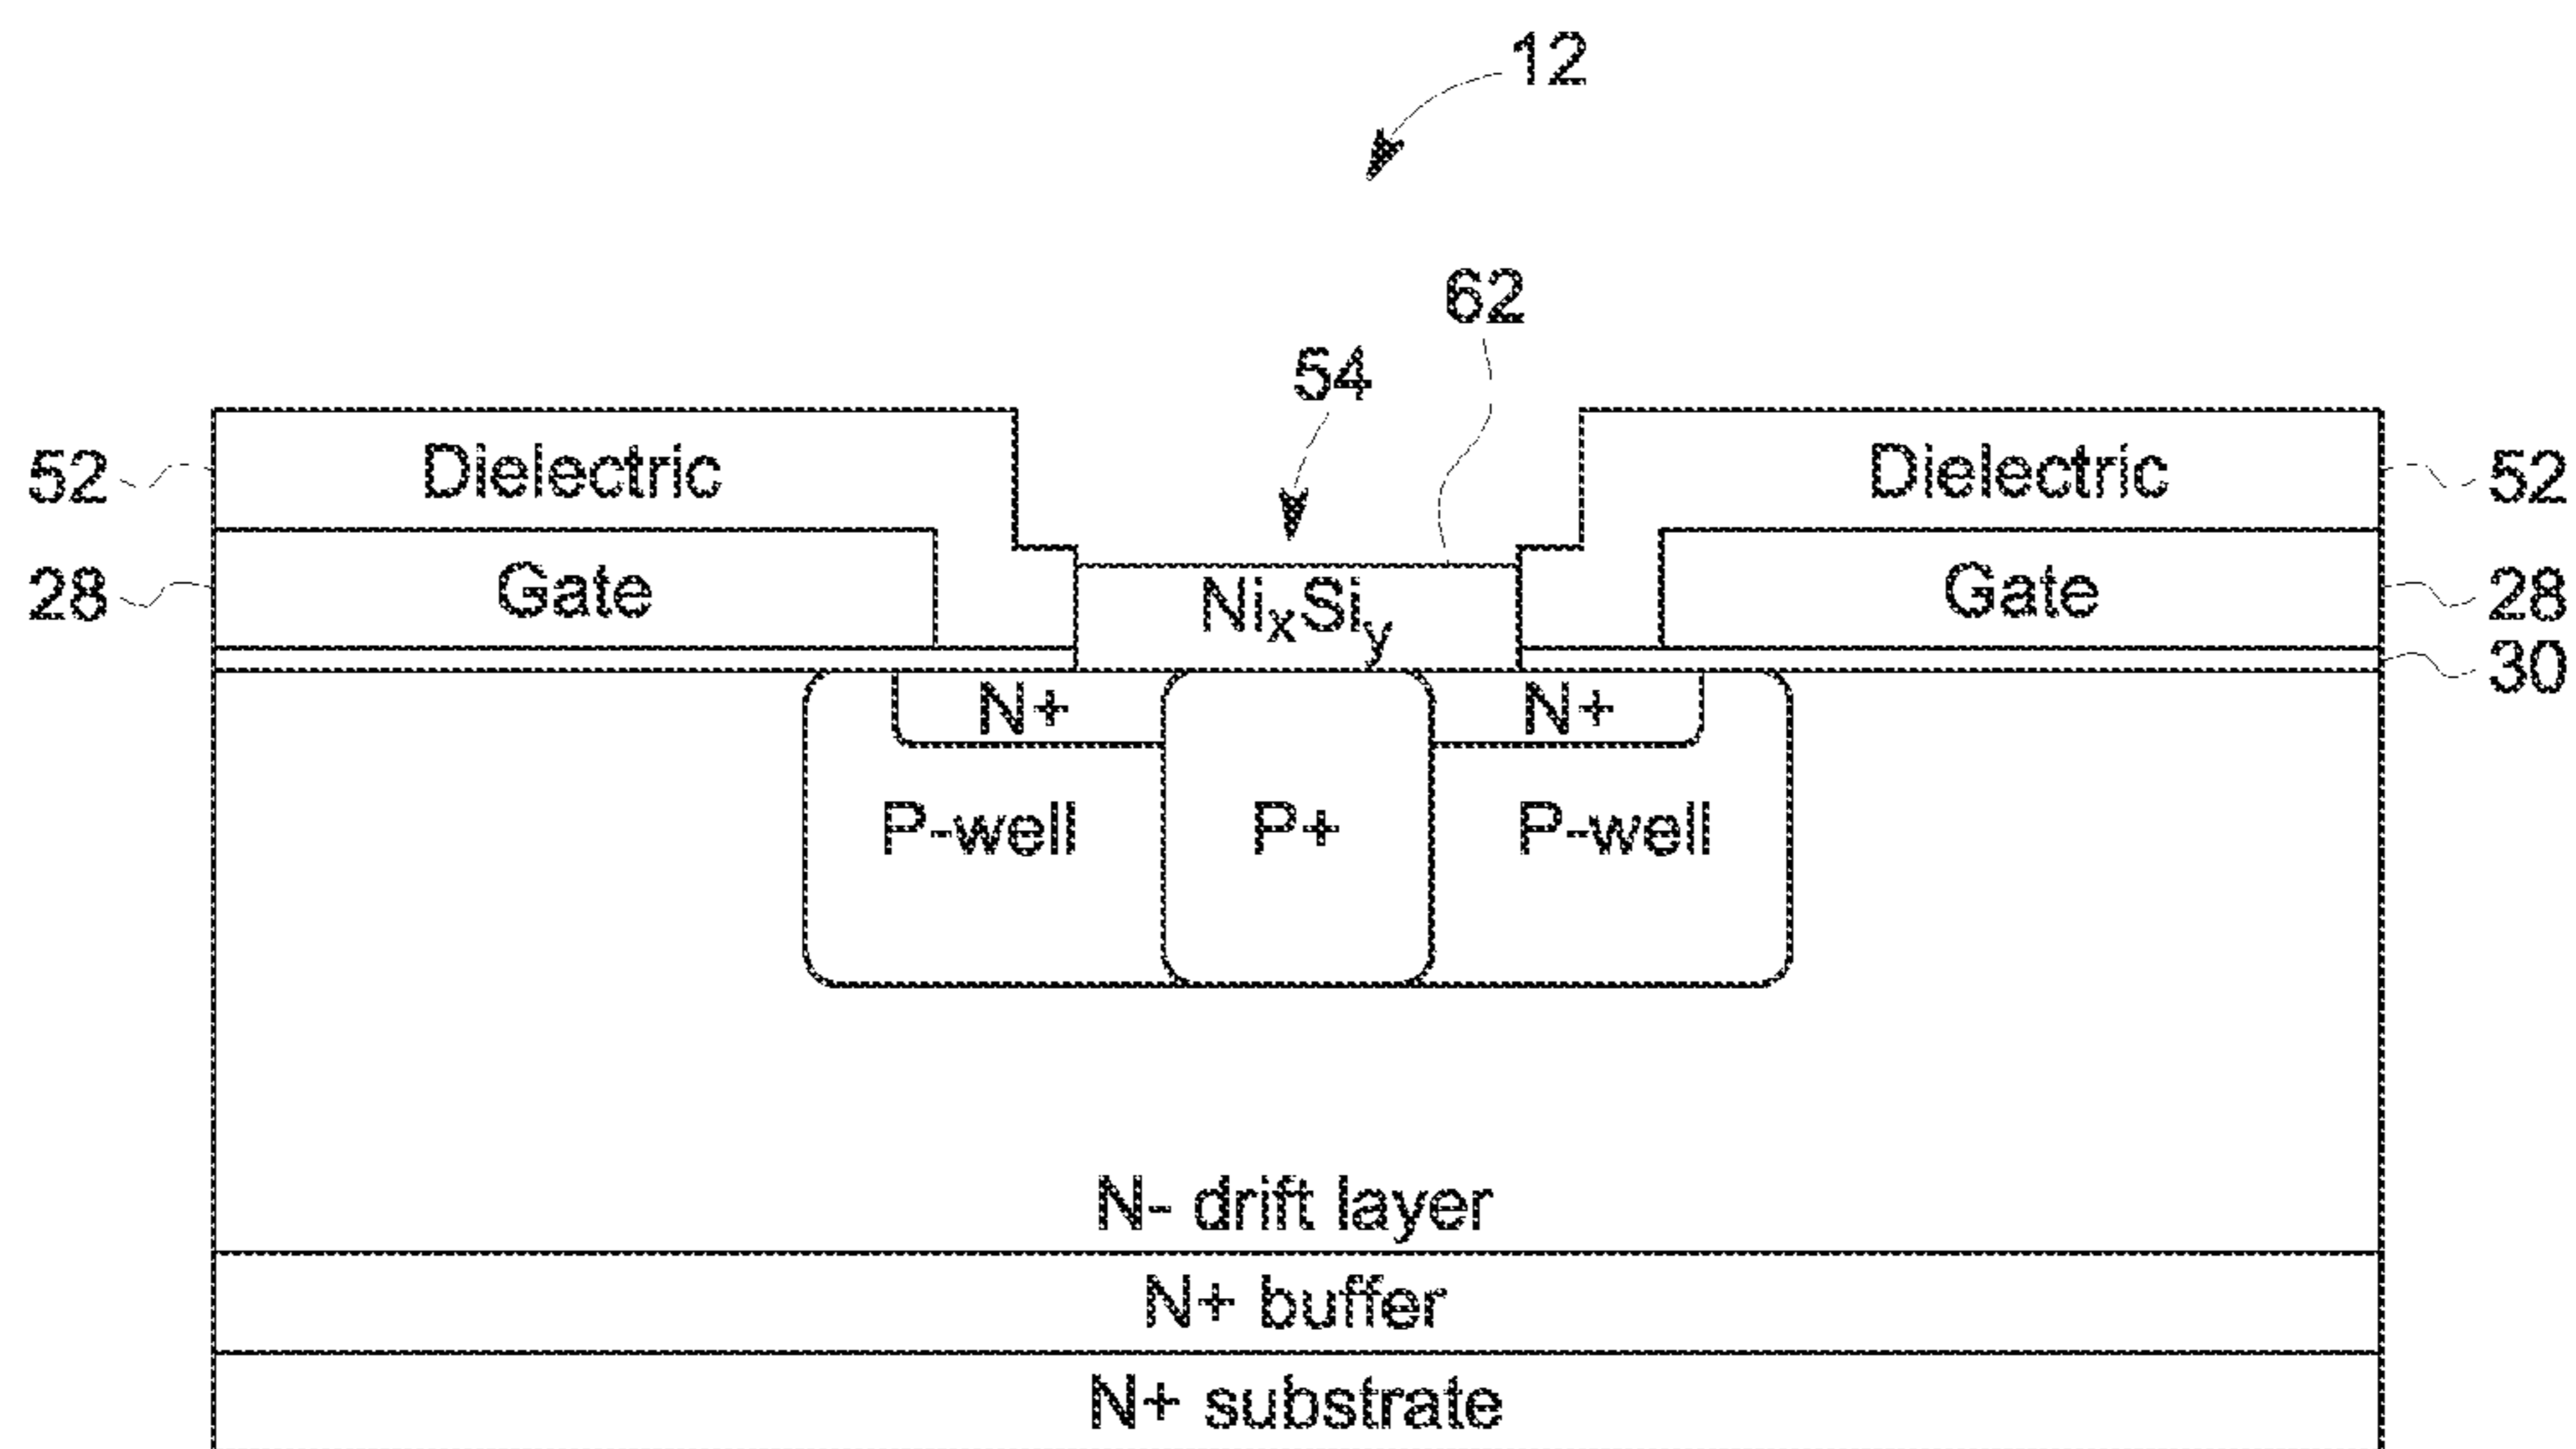 12
62
54
52 Dielectric Dielectric 52
28 Gate NixSiy Gate 28
30
N+ N+
P-well P+ P-well
N- drift layer
N+ buffer
N+ substrate